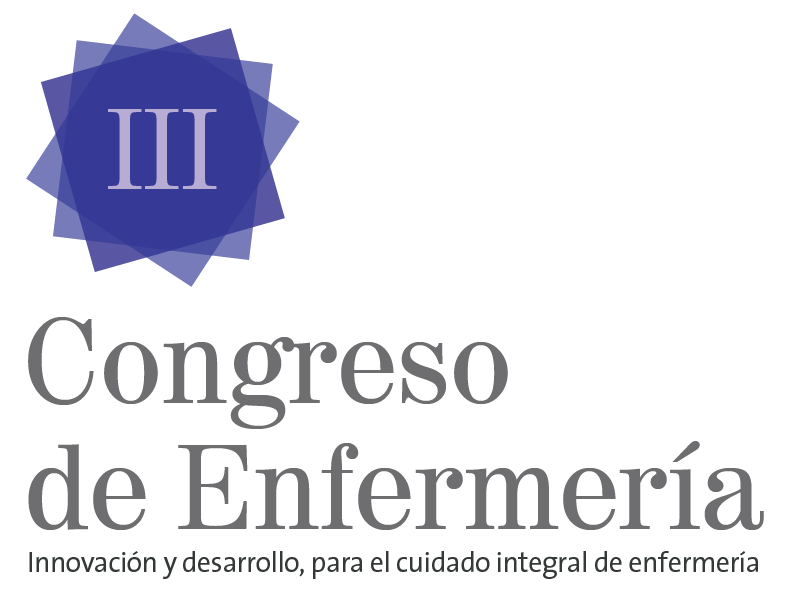 III
Congreso
de Enfermería
Innovación y desarrollo, para el cuidado integral de enfermería